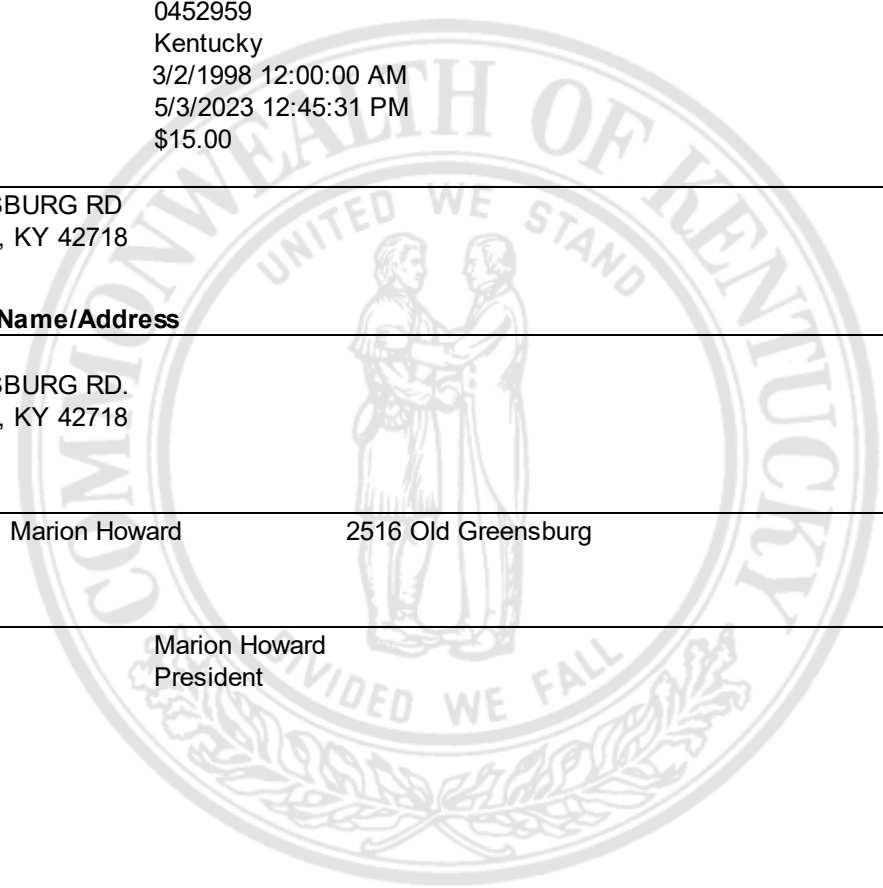 0452959
Kentucky
3/2/1998 12:00:00 AM
5/3/2023 12:45:31 PM
$15.00
SBURG RD
, KY 42718
Name/Address
SBURG RD.
, KY 42718
Marion Howard 2516 Old Greensburg
Marion Howard
President
COMMONWEALTH OF KENTUCKY
UNITED WE STAND
DIVIDED WE FALL